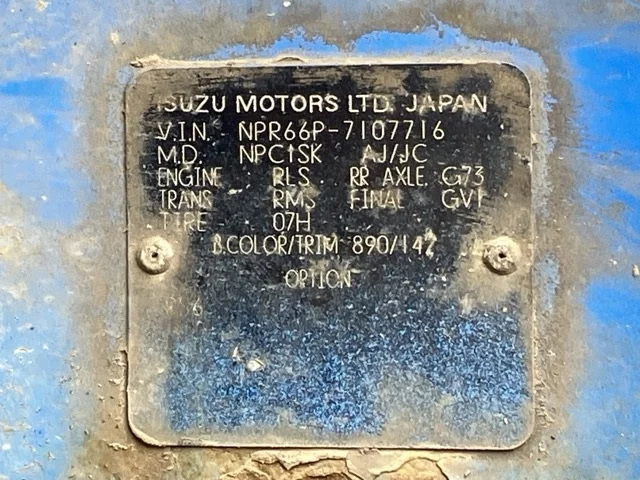 ISUZU MOTORS LTD. JAPAN
V.I.N. NPR66P-7107716
M.D. NPC1SK AJ/JC
ENGINE RLS RR AXLE. G73
TRANS RMS FINAL GV1
TIRE 07H
B.COLOR/TRIM 890/142
OPTION